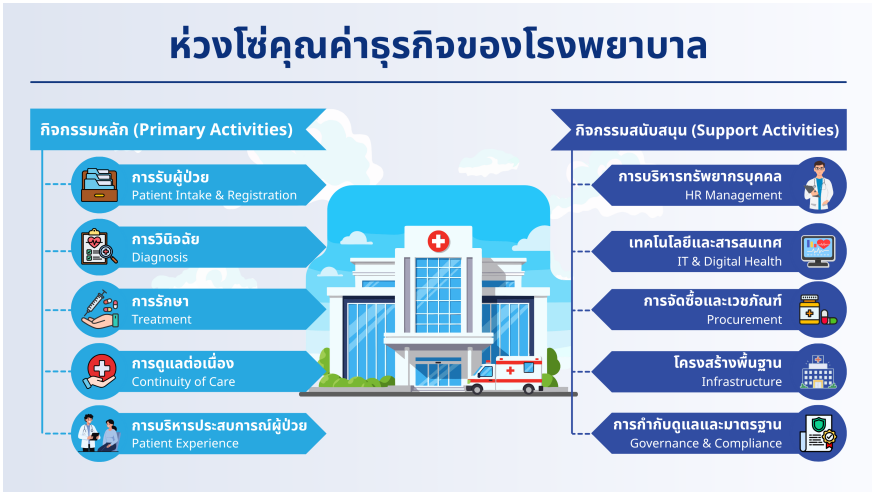 ห่วงโซ่คุณค่าธุรกิจของโรงพยาบาล
กิจกรรมหลัก (Primary Activities)
การรับผู้ป่วย
Patient Intake & Registration
การวินิจฉัย
Diagnosis
การรักษา
Treatment
การดูแลต่อเนื่อง
Continuity of Care
การบริหารประสบการณ์ผู้ป่วย
Patient Experience
กิจกรรมสนับสนุน (Support Activities)
การบริหารทรัพยากรบุคคล
HR Management
เทคโนโลยีและสารสนเทศ
IT & Digital Health
การจัดซื้อและเวชภัณฑ์
Procurement
โครงสร้างพื้นฐาน
Infrastructure
การกำกับดูแลและมาตรฐาน
Governance & Compliance